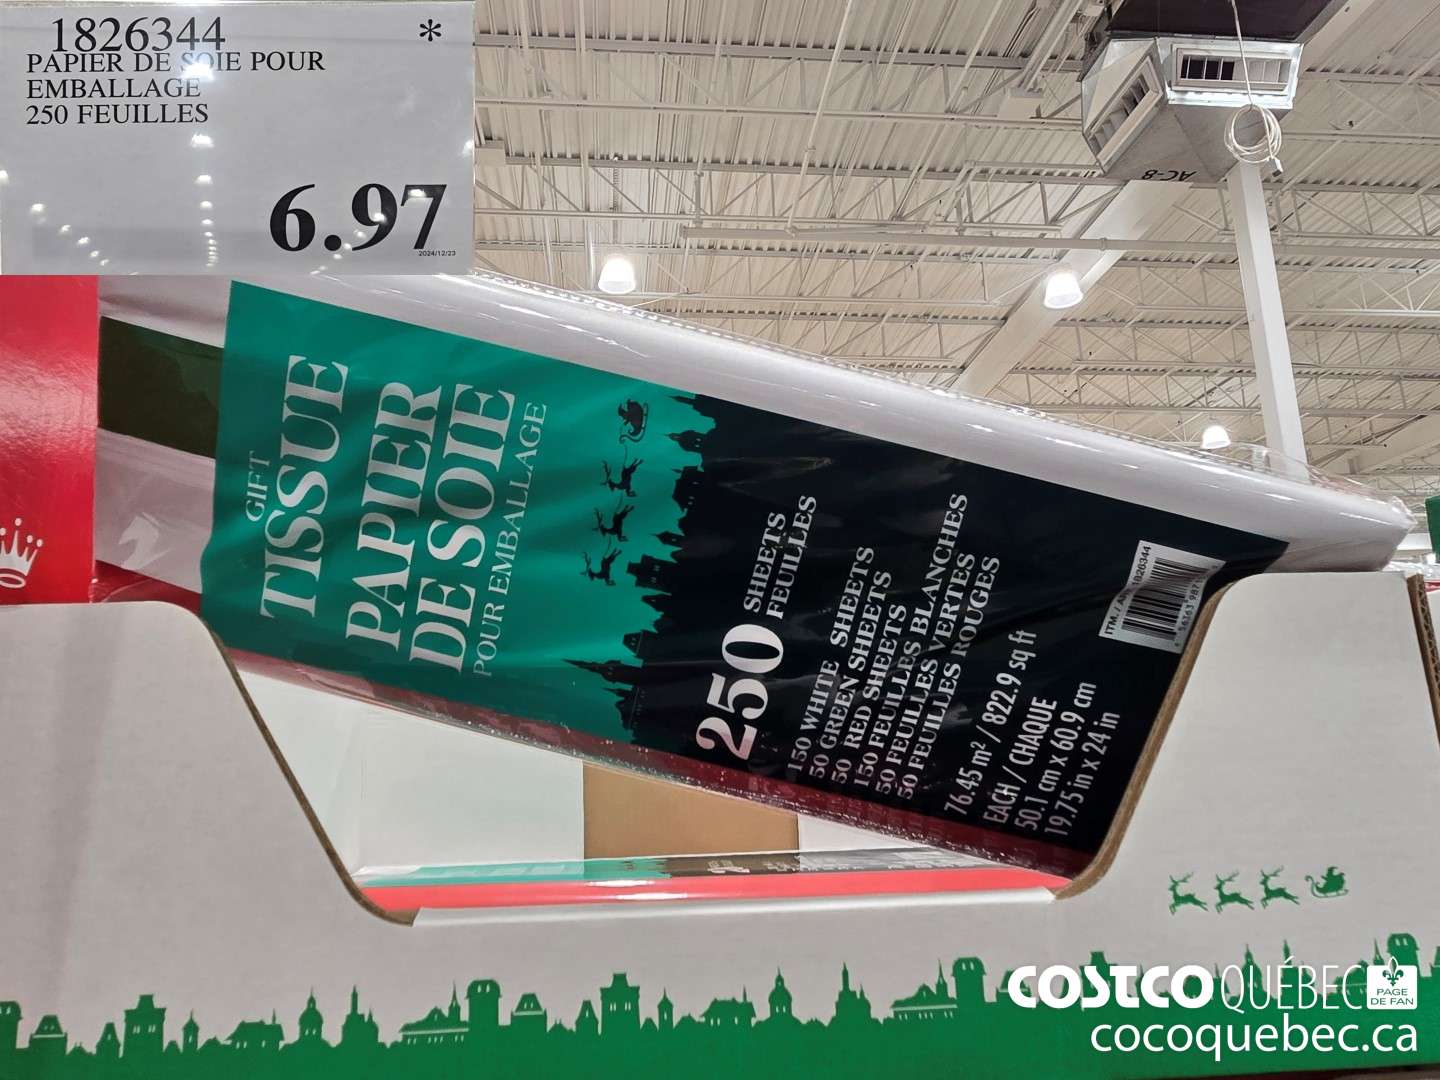 1826344 *
PAPIER DE SOIE POUR
EMBALLAGE
250 FEUILLES
6.97
2024/12/23
AC-8
GIFT
TISSUE
PAPIER
DE SOIE
POUR EMBALLAGE
250 SHEETS
FEUILLES
150 WHITE SHEETS
50 GREEN SHEETS
50 RED SHEETS
150 FEUILLES BLANCHES
50 FEUILLES VERTES
50 FEUILLES ROUGES
76.45 m² / 822.9 sq ft
EACH / CHAQUE
50.1 cm x 60.9 cm
19.75 in x 24 in
ITM. / 1826344
COSTCO QUÉBEC
PAGE
DE FAN
cocoquebec.ca